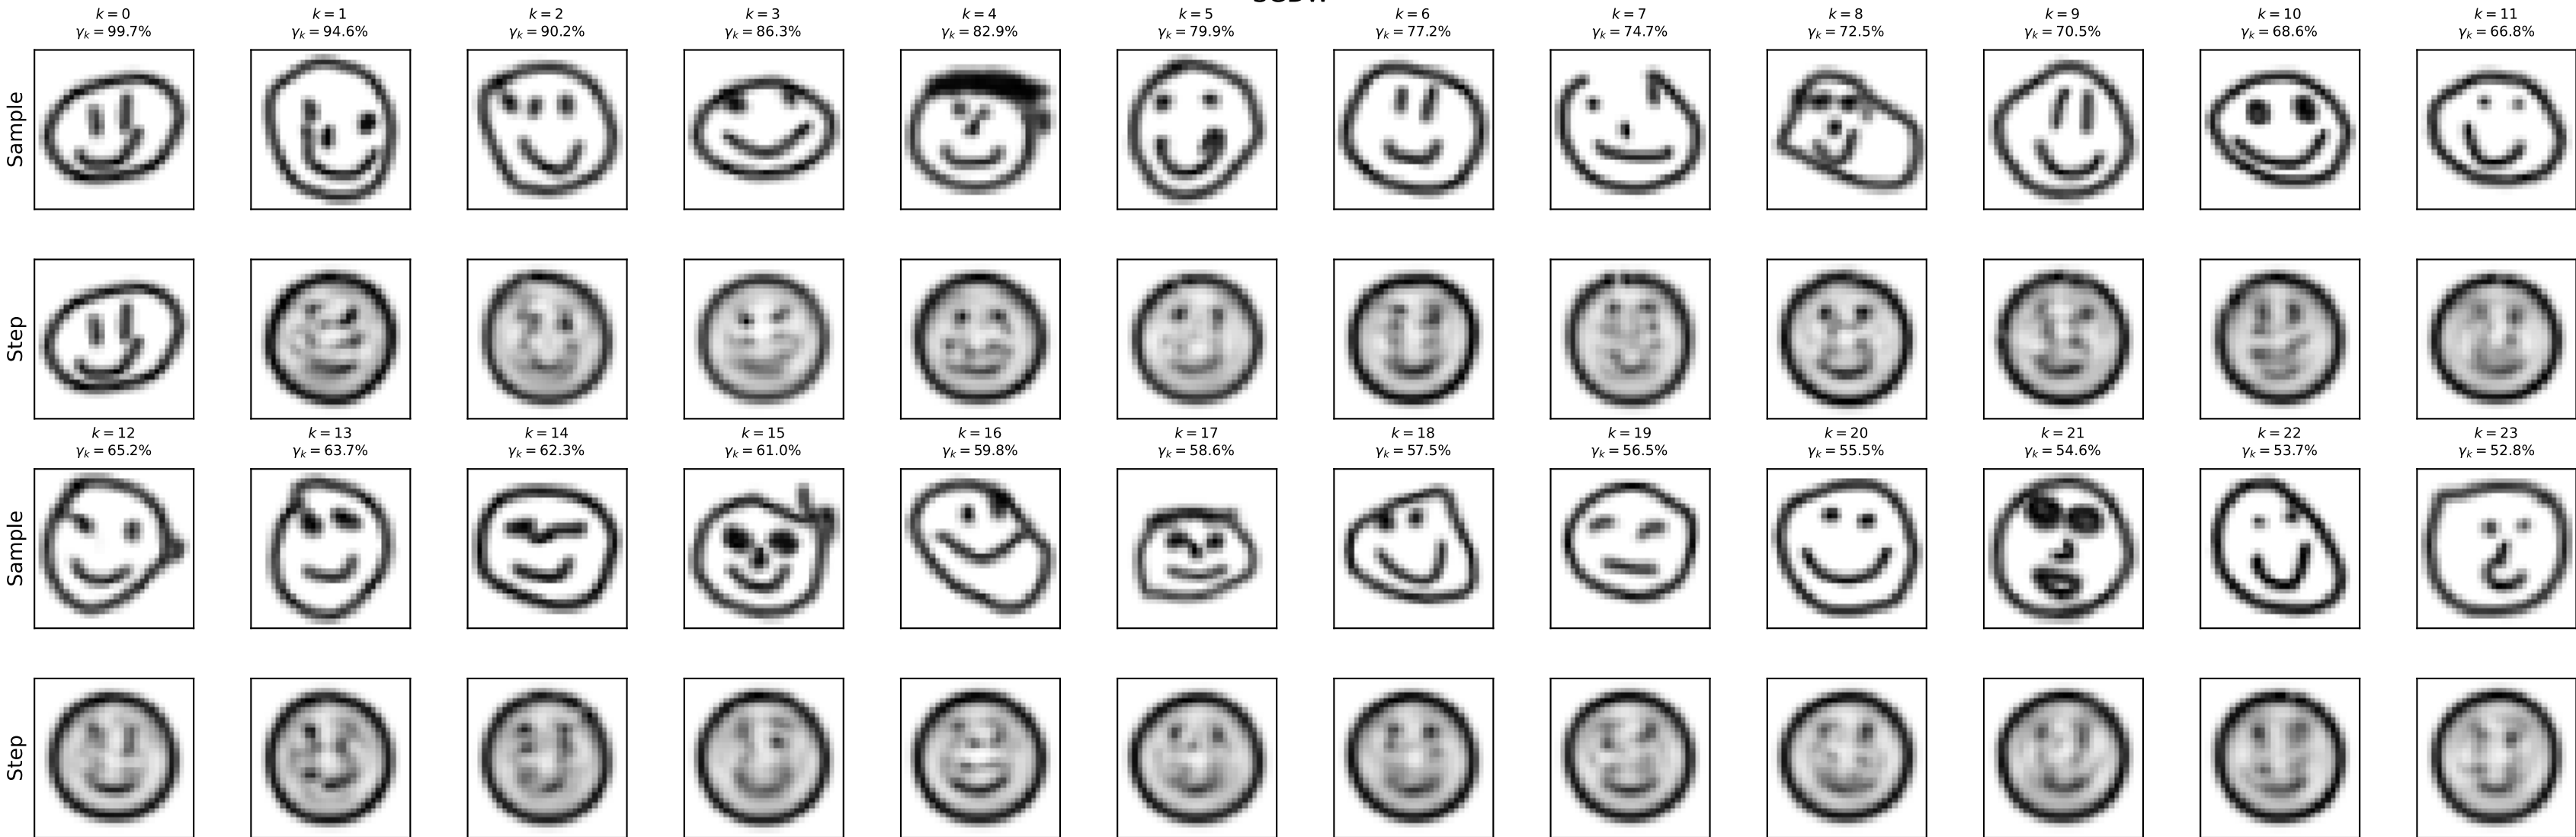 k = 0 k = 1 k = 2 k = 3 k = 4 k = 5 k = 6 k = 7 k = 8 k = 9 k = 10 k = 11
γk = 99.7% γk = 94.6% γk = 90.2% γk = 86.3% γk = 82.9% γk = 79.9% γk = 77.2% γk = 74.7% γk = 72.5% γk = 70.5% γk = 68.6% γk = 66.8%
Sample
Step
k = 12 k = 13 k = 14 k = 15 k = 16 k = 17 k = 18 k = 19 k = 20 k = 21 k = 22 k = 23
γk = 65.2% γk = 63.7% γk = 62.3% γk = 61.0% γk = 59.8% γk = 58.6% γk = 57.5% γk = 56.5% γk = 55.5% γk = 54.6% γk = 53.7% γk = 52.8%
Sample
Step